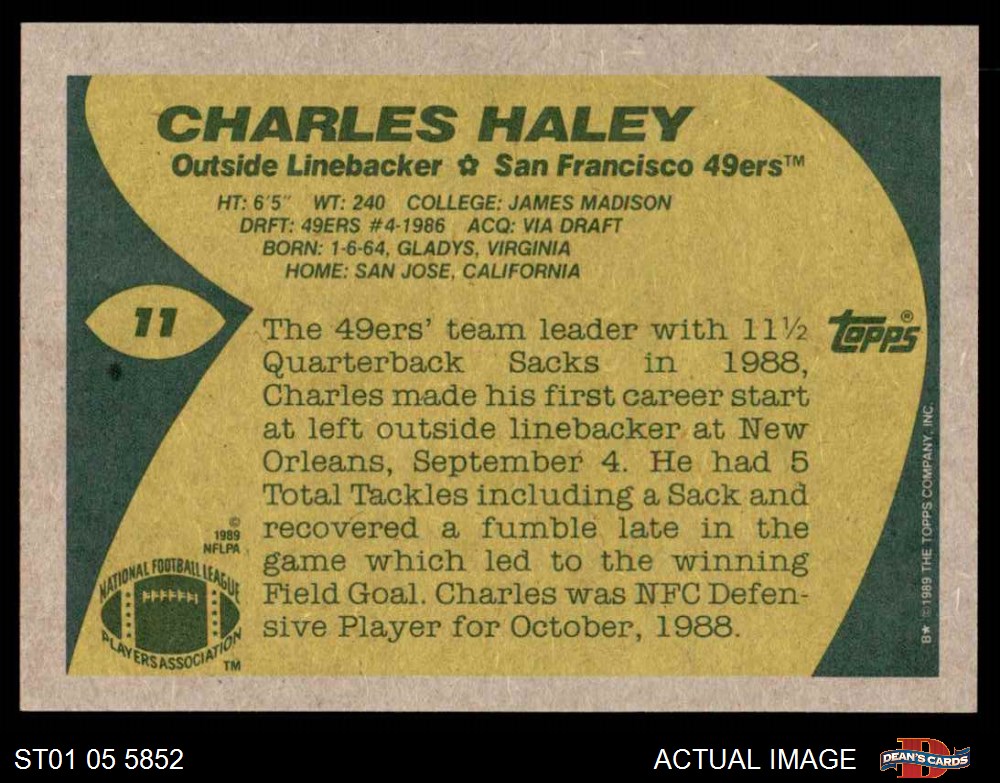 CHARLES HALEY
Outside Linebacker ✿ San Francisco 49ers™
HT: 6'5" WT: 240 COLLEGE: JAMES MADISON
DRFT: 49ERS #4-1986 ACQ: VIA DRAFT
BORN: 1-6-64, GLADYS, VIRGINIA
HOME: SAN JOSE, CALIFORNIA
11
The 49ers' team leader with 11½
Quarterback Sacks in 1988,
Charles made his first career start
at left outside linebacker at New
Orleans, September 4. He had 5
Total Tackles including a Sack and
recovered a fumble late in the
game which led to the winning
Field Goal. Charles was NFC Defen-
sive Player for October, 1988.
Topps®
©
1989
NFLPA
NATIONAL FOOTBALL LEAGUE
PLAYERS ASSOCIATION
™
B★ ©1989 THE TOPPS COMPANY, INC.
ST01 05 5852
ACTUAL IMAGE
D
DEAN'S CARDS